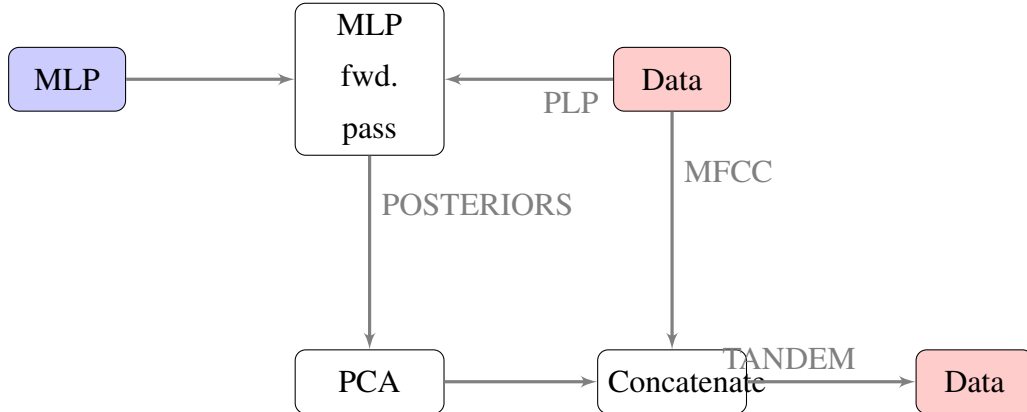 MLP
MLP
fwd.
pass
Data
PLP
MFCC
POSTERIORS
PCA
Concatenate
TANDEM
Data